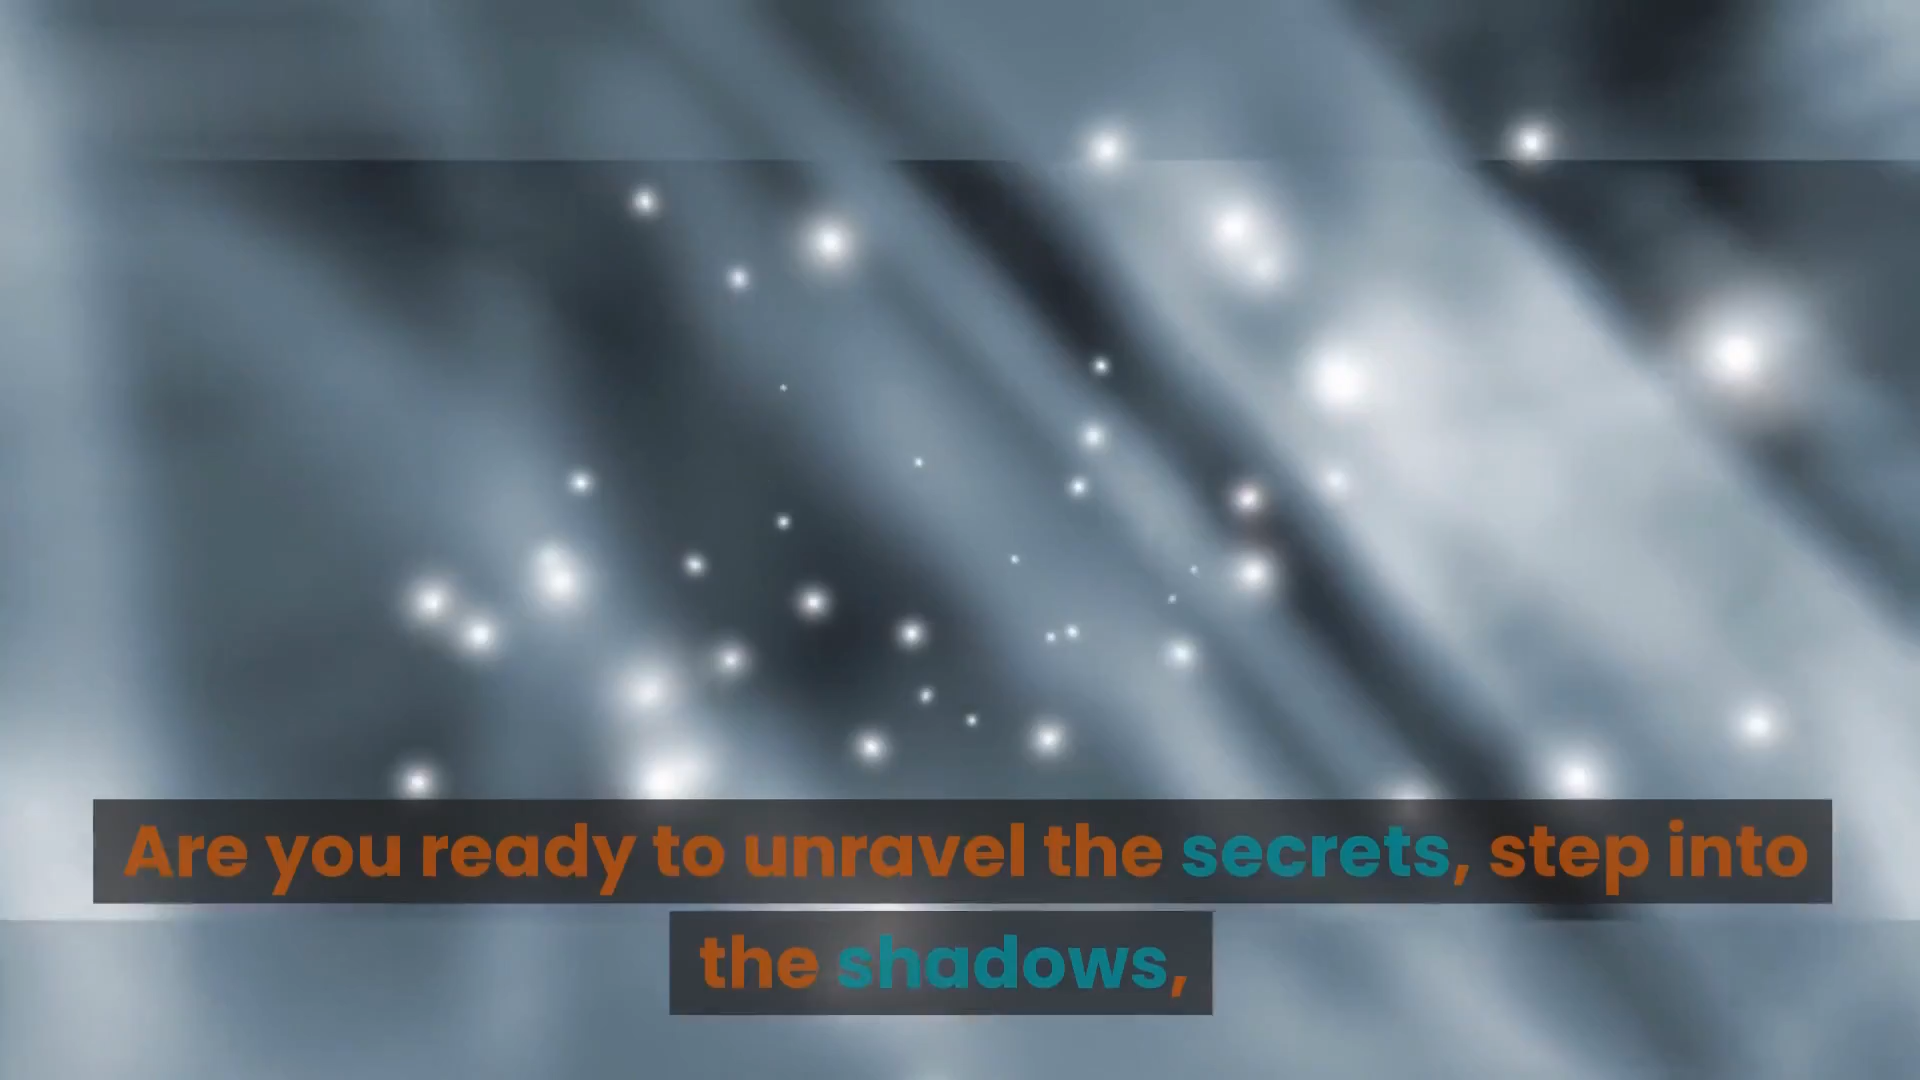 Are you ready to unravel the secrets, step into
the shadows,